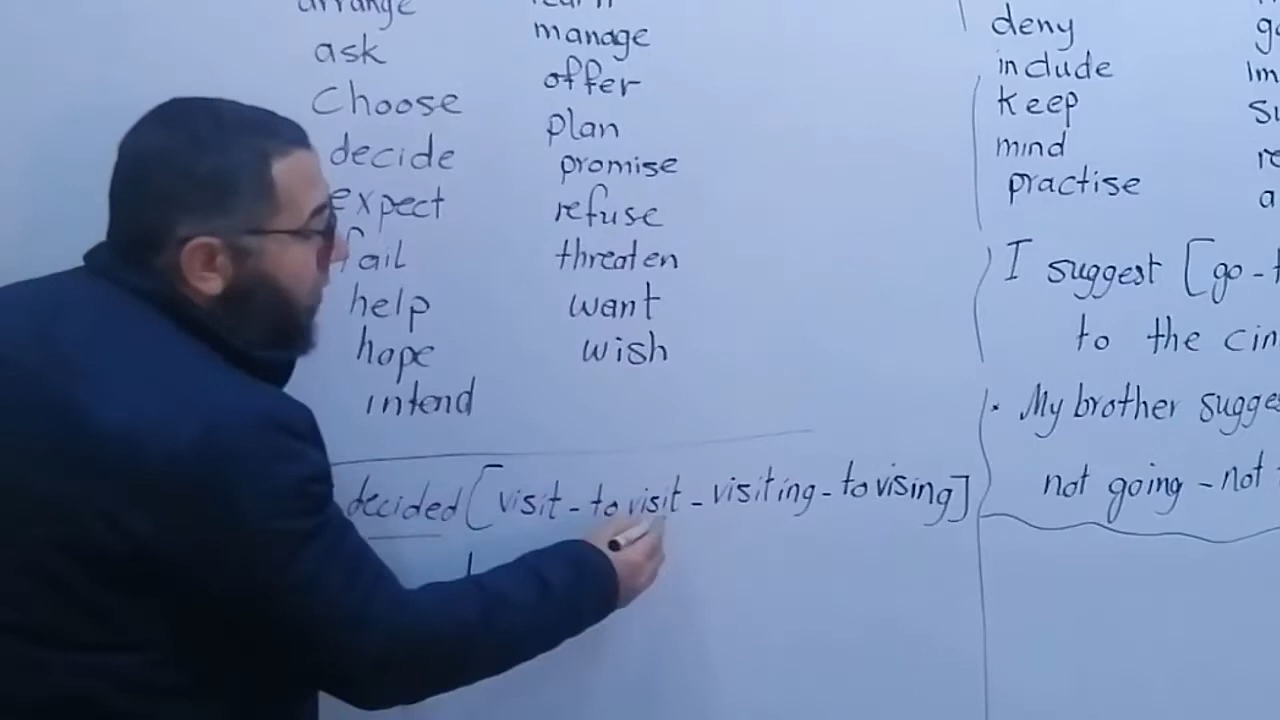 arrange
ask
choose
decide
expect
fail
help
hope
intend
learn
manage
offer
plan
promise
refuse
threaten
want
wish
decided [visit - to visit - visiting - to vising]
deny
include
keep
mind
practise
I suggest [go -
to the
My brother
not going - not